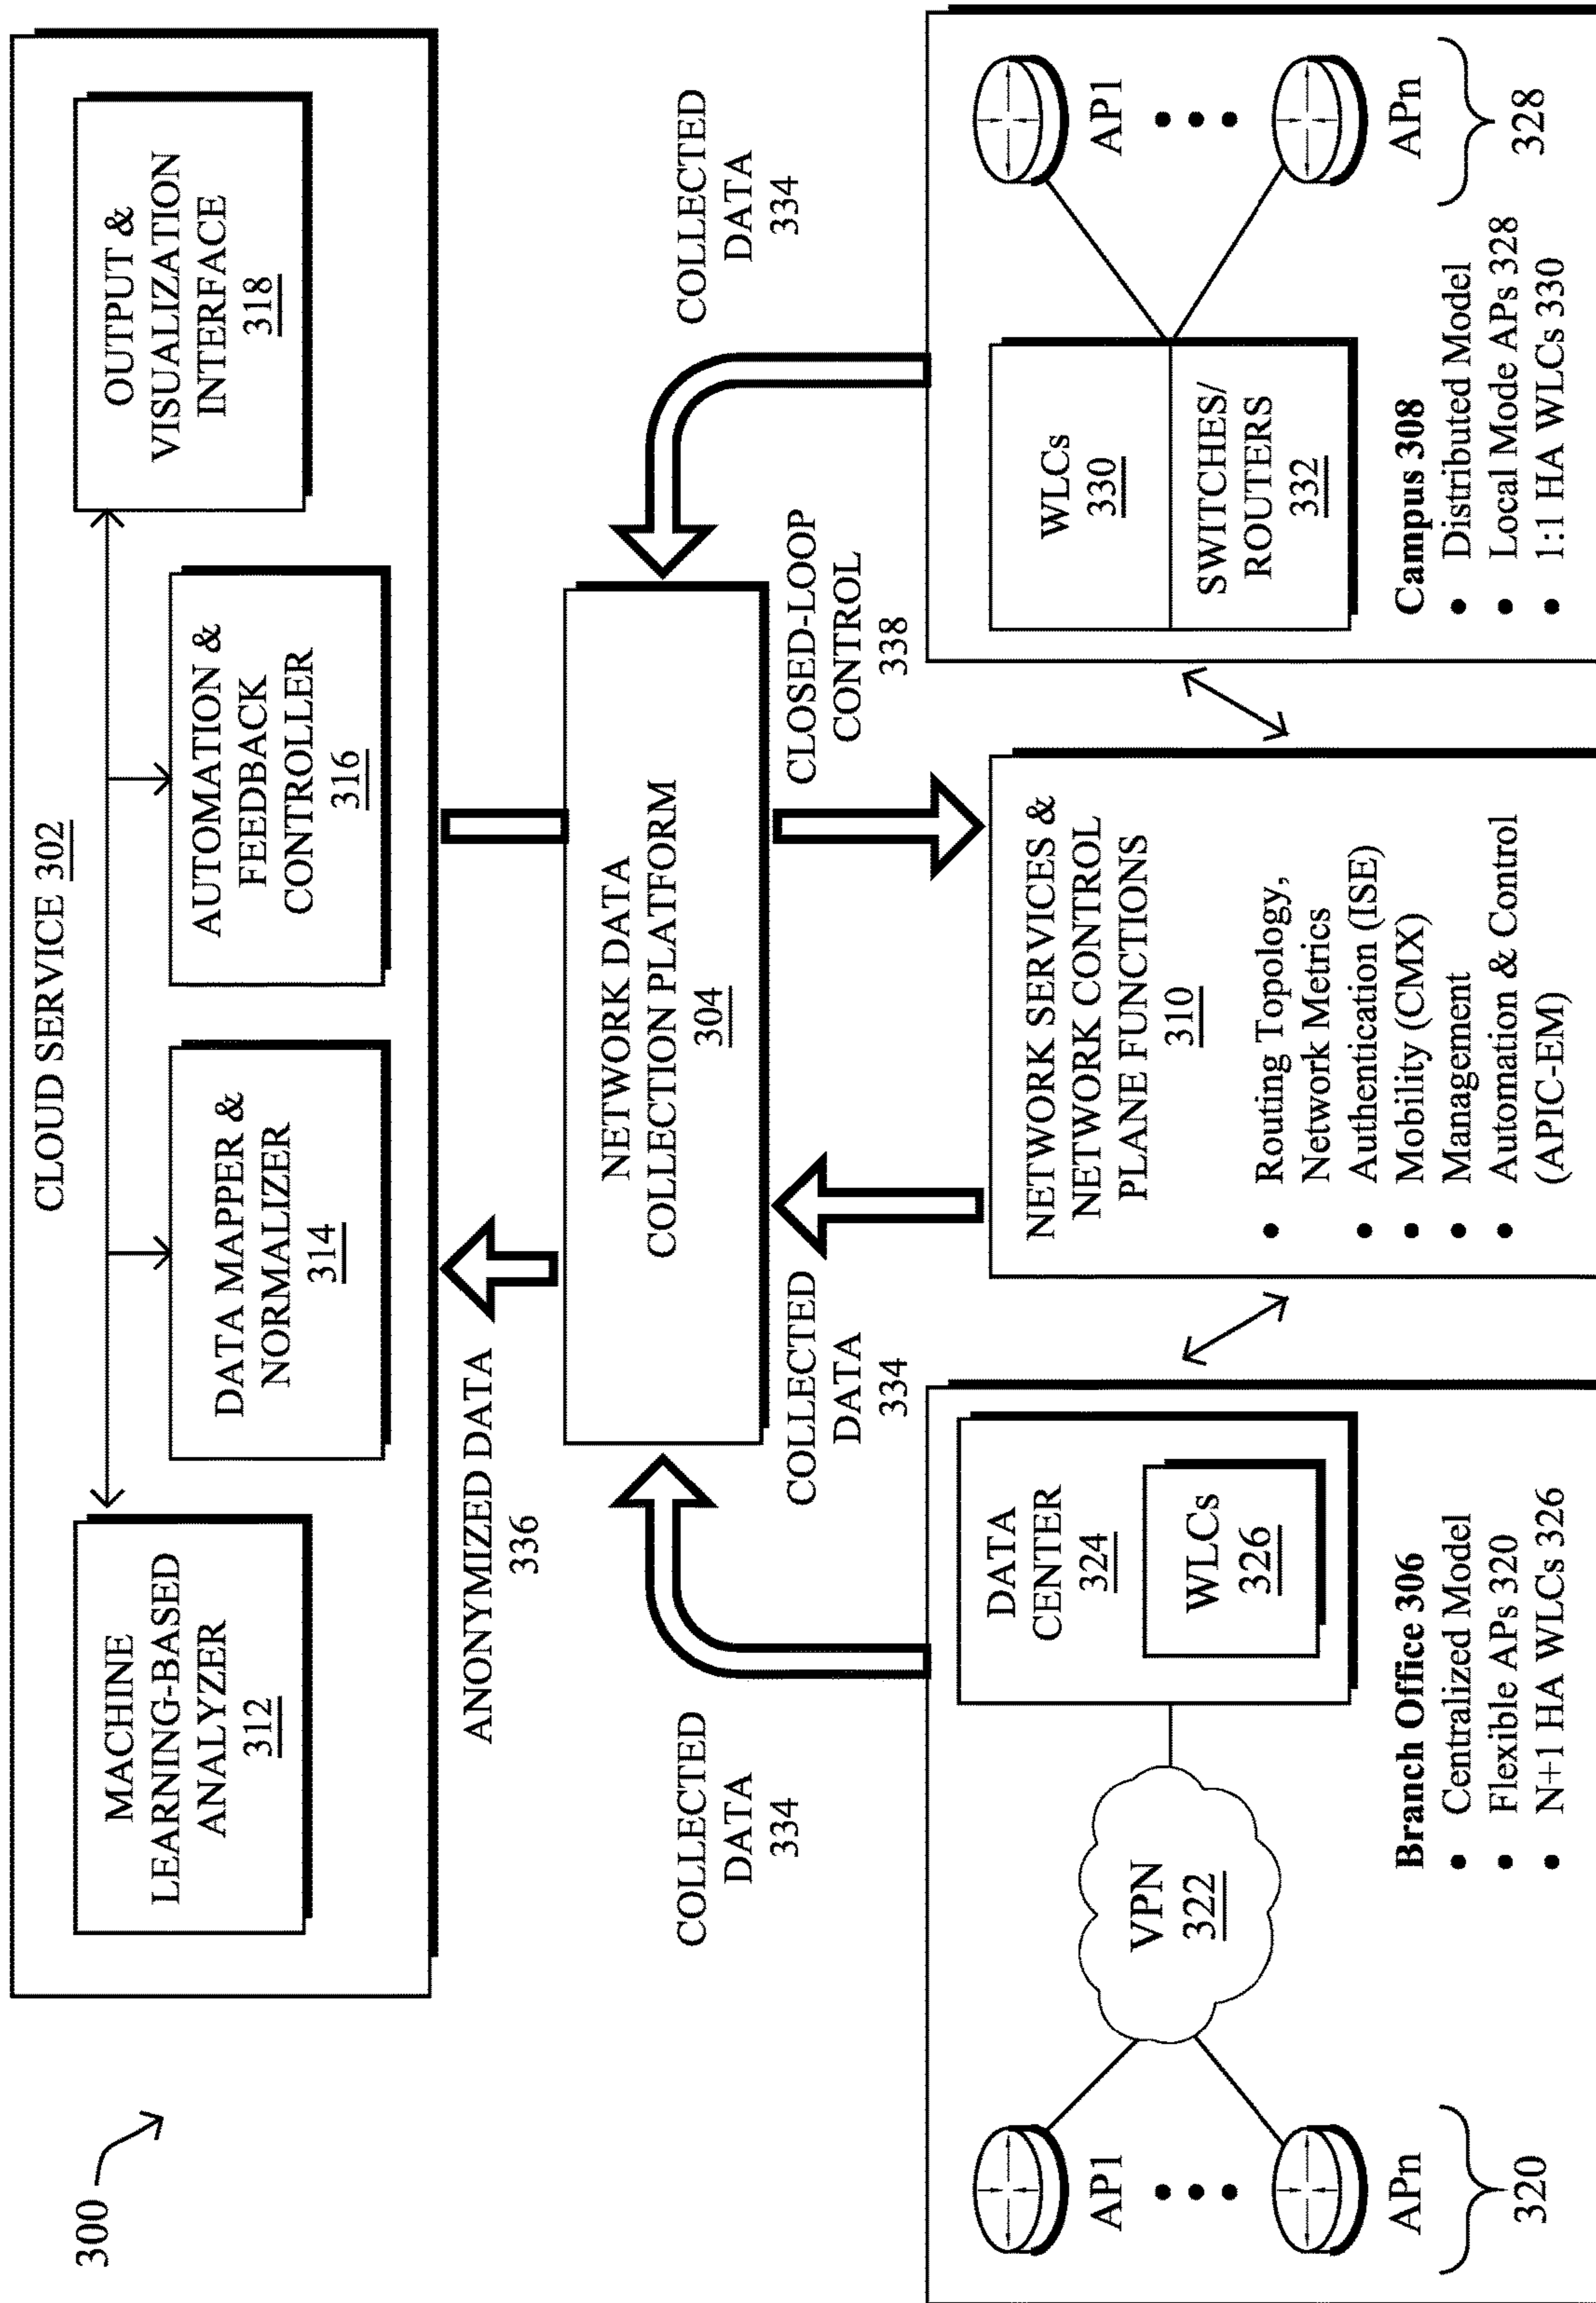 300
CLOUD SERVICE 302
MACHINE
LEARNING-BASED
ANALYZER
312
DATA MAPPER &
NORMALIZER
314
AUTOMATION &
FEEDBACK
CONTROLLER
316
OUTPUT &
VISUALIZATION
INTERFACE
318
ANONYMIZED DATA
336
COLLECTED
DATA
334
NETWORK DATA
COLLECTION PLATFORM
304
COLLECTED
DATA
334
COLLECTED
DATA
334
CLOSED-LOOP
CONTROL
338
AP1
APn
320
VPN
322
DATA
CENTER
324
WLCs
326
Branch Office 306
• Centralized Model
• Flexible APs 320
• N+1 HA WLCs 326
NETWORK SERVICES &
NETWORK CONTROL
PLANE FUNCTIONS
310
• Routing Topology,
Network Metrics
• Authentication (ISE)
• Mobility (CMX)
• Management
• Automation & Control
(APIC-EM)
WLCs
330
SWITCHES/
ROUTERS
332
AP1
APn
328
Campus 308
• Distributed Model
• Local Mode APs 328
• 1:1 HA WLCs 330